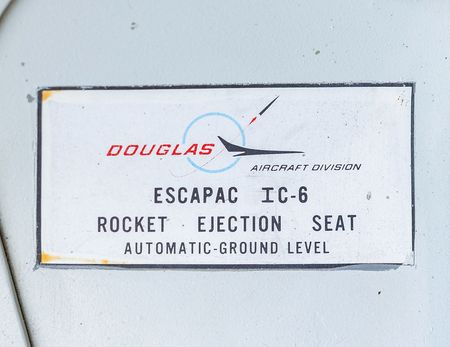 DOUGLAS
AIRCRAFT DIVISION
ESCAPAC IC-6
ROCKET EJECTION SEAT
AUTOMATIC-GROUND LEVEL